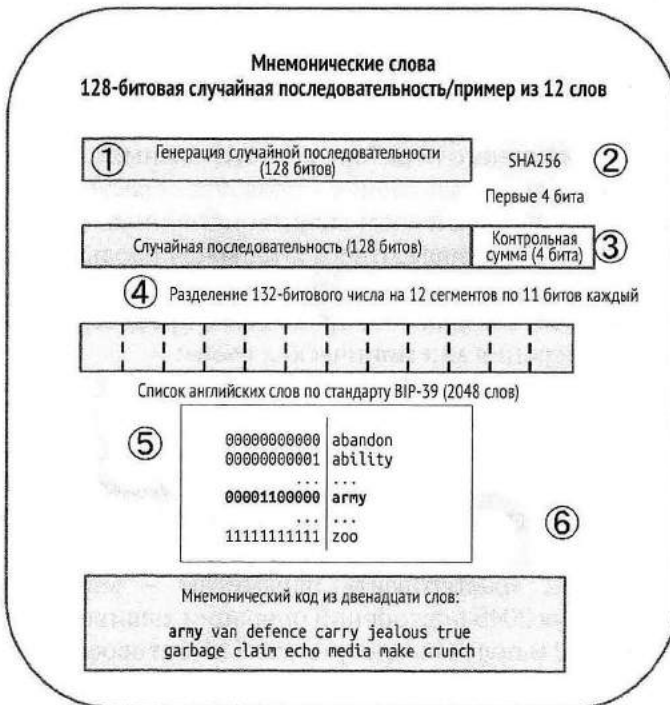 Мнемонические слова
128-битовая случайная последовательность/пример из 12 слов
① Генерация случайной последовательности
(128 битов)
SHA256 ②
Первые 4 бита
Случайная последовательность (128 битов)
Контрольная
сумма (4 бита) ③
④ Разделение 132-битового числа на 12 сегментов по 11 битов каждый
Список английских слов по стандарту BIP-39 (2048 слов)
⑤
00000000000 abandon
00000000001 ability
... ...
00001100000 army
... ...
11111111111 zoo
⑥
Мнемонический код из двенадцати слов:
army van defence carry jealous true
garbage claim echo media make crunch